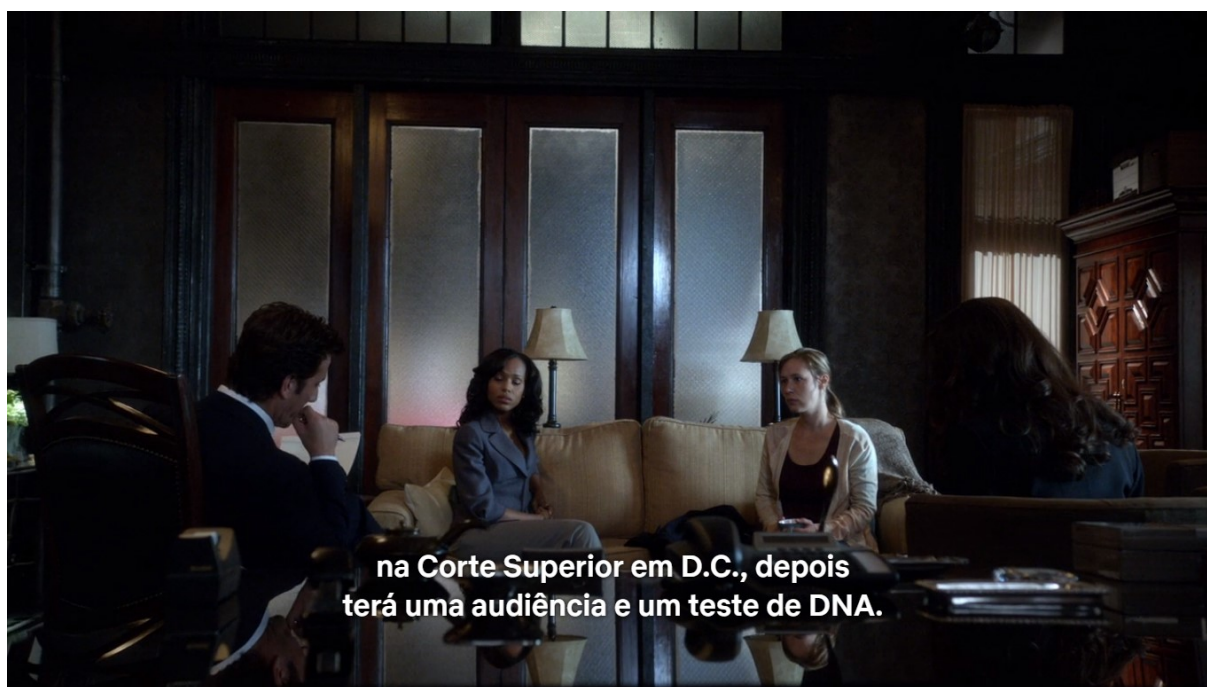 na Corte Superior em D.C., depois
terá uma audiência e um teste de DNA.